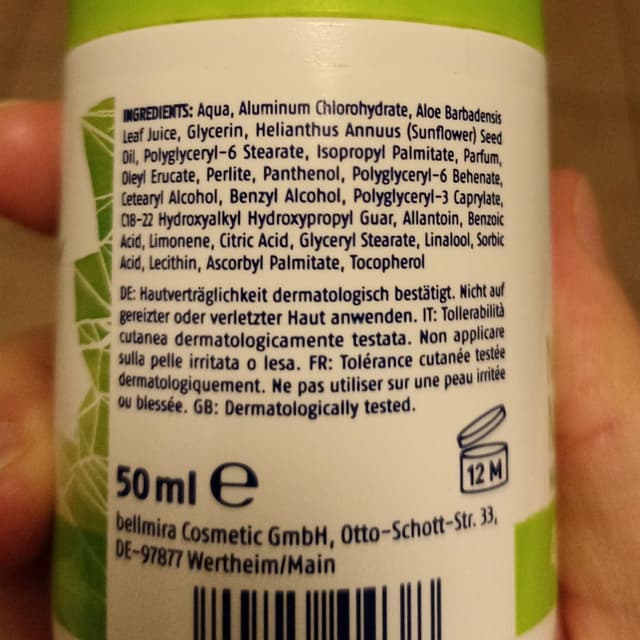 INGREDIENTS: Aqua, Aluminum Chlorohydrate, Aloe Barbadensis
Leaf Juice, Glycerin, Helianthus Annuus (Sunflower) Seed
Oil, Polyglyceryl-6 Stearate, Isopropyl Palmitate, Parfum,
Oleyl Erucate, Perlite, Panthenol, Polyglyceryl-6 Behenate,
Cetearyl Alcohol, Benzyl Alcohol, Polyglyceryl-3 Caprylate,
C18-22 Hydroxyalkyl Hydroxypropyl Guar, Allantoin, Benzoic
Acid, Limonene, Citric Acid, Glyceryl Stearate, Linalool, Sorbic
Acid, Lecithin, Ascorbyl Palmitate, Tocopherol
DE: Hautverträglichkeit dermatologisch bestätigt. Nicht auf
gereizter oder verletzter Haut anwenden. IT: Tollerabilità
cutanea dermatologicamente testata. Non applicare
sulla pelle irritata o lesa. FR: Tolérance cutanée testée
dermatologiquement. Ne pas utiliser sur une peau irritée
ou blessée. GB: Dermatologically tested.
12 M
50 ml e
bellmira Cosmetic GmbH, Otto-Schott-Str. 33,
DE-97877 Wertheim/Main